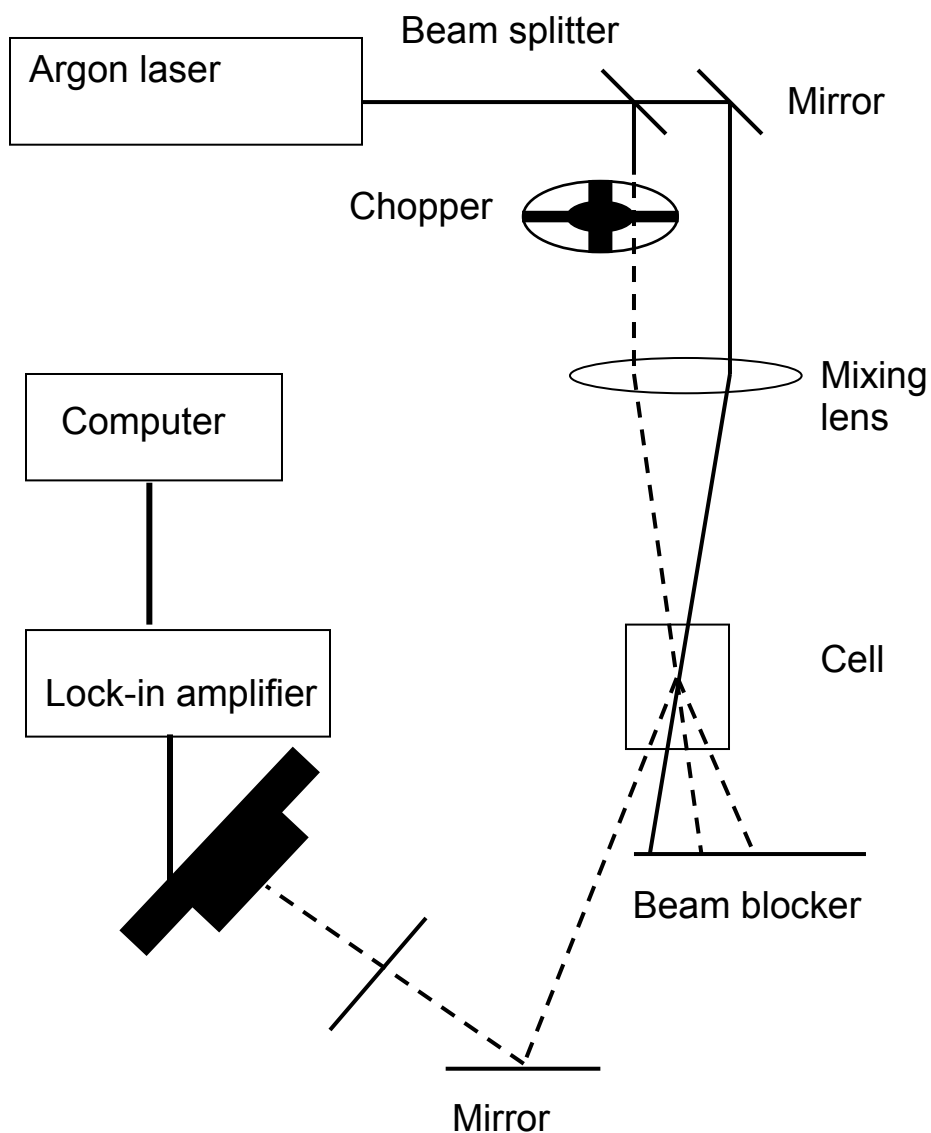 Beam splitter
Argon laser
Mirror
Chopper
Mixing
lens
Computer
Cell
Lock-in amplifier
Beam blocker
Mirror